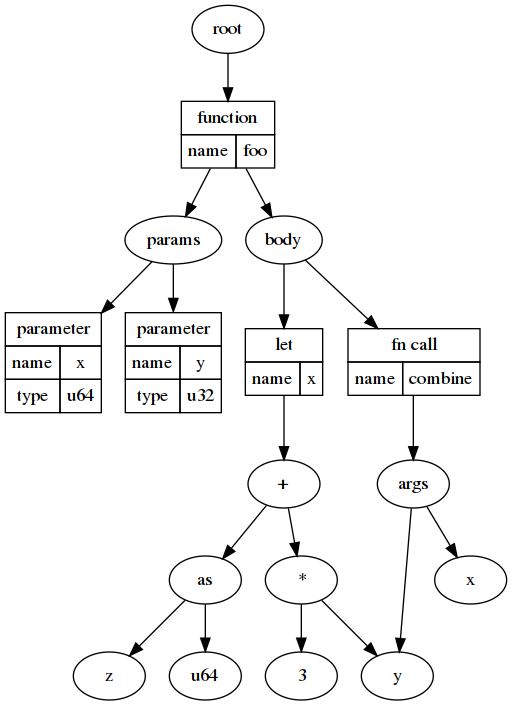 root
function
name foo
params body
parameter parameter let fn call
name x name y name x name combine
type u64 type u32
+ args
as * x
z u64 3 y